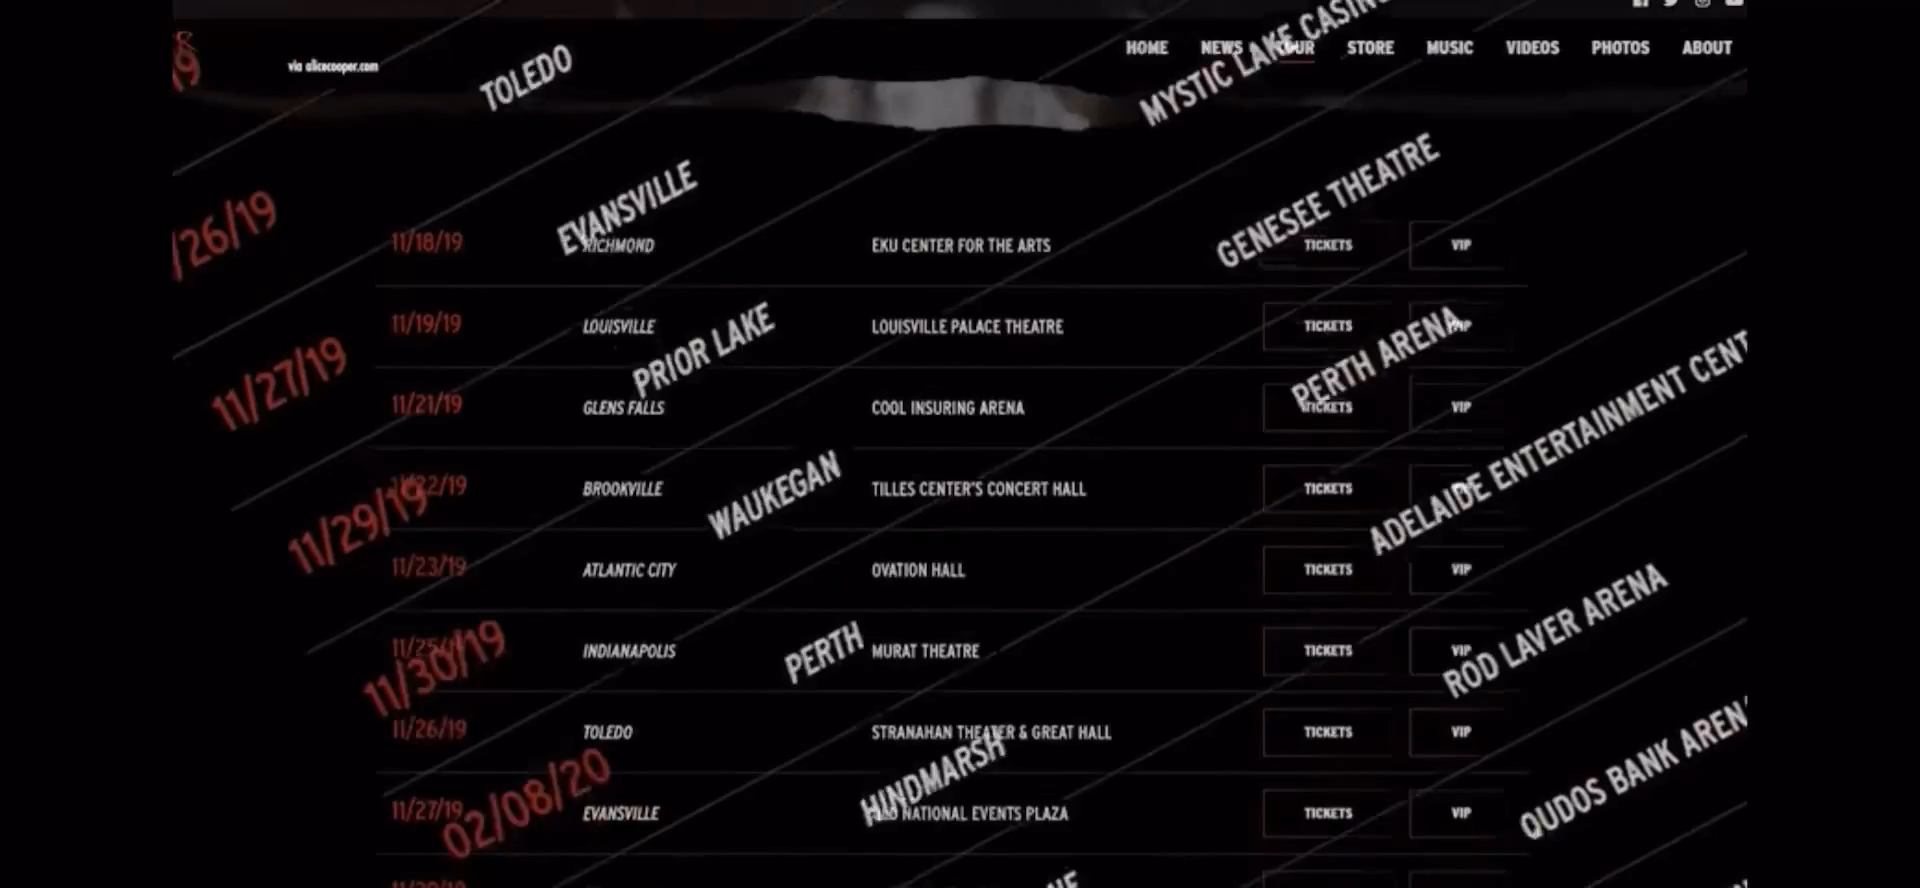 HOME NEWS STORE MUSIC VIDEOS PHOTOS ABOUT
via alicecooper.com
TOLEDO
MYSTIC LAKE CASINO
/26/19
EVANSVILLE
GENESEE THEATRE
11/18/19 RICHMOND EKU CENTER FOR THE ARTS TICKETS VIP
11/19/19 LOUISVILLE LOUISVILLE PALACE THEATRE TICKETS VIP
11/27/19
PRIOR LAKE
PERTH ARENA
11/21/19 GLENS FALLS COOL INSURING ARENA TICKETS VIP
11/29/19
WAUKEGAN
ADELAIDE ENTERTAINMENT CENT
11/22/19 BROOKVILLE TILLES CENTER'S CONCERT HALL TICKETS
11/23/19 ATLANTIC CITY OVATION HALL TICKETS VIP
11/30/19
PERTH
ROD LAVER ARENA
INDIANAPOLIS MURAT THEATRE TICKETS VIP
11/26/19 TOLEDO STRANAHAN THEATER & GREAT HALL TICKETS VIP
02/08/20
HINDMARSH
QUDOS BANK AREN
11/27/19 EVANSVILLE NATIONAL EVENTS PLAZA TICKETS VIP